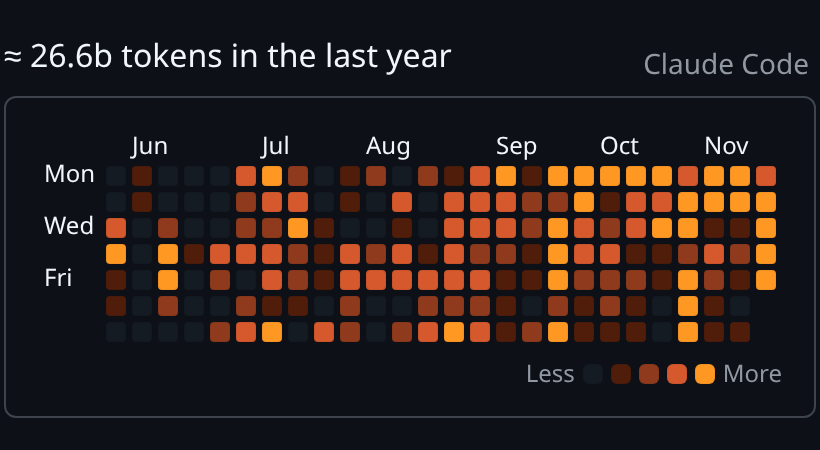 ≈ 26.6b tokens in the last year
Claude Code
Jun Jul Aug Sep Oct Nov
Mon
Wed
Fri
Less More